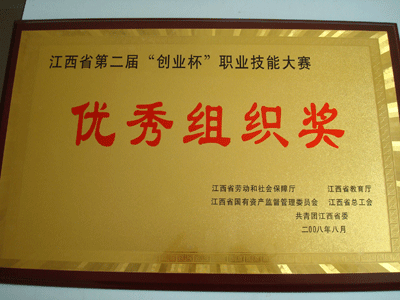 江西省第二届“创业杯”职业技能大赛
优秀组织奖
江西省劳动和社会保障厅 江西省教育厅
江西省国有资产监督管理委员会 江西省总工会
共青团江西省委
二00八年八月